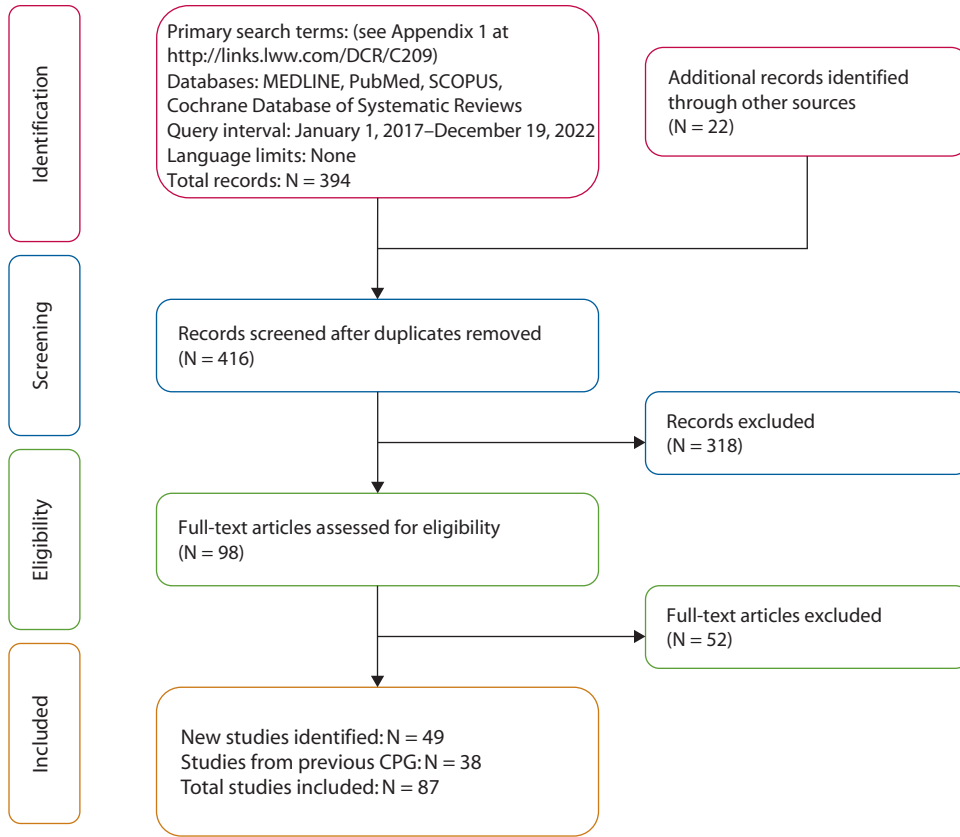 Identification
Primary search terms: (see Appendix 1 at
http://links.lww.com/DCR/C209)
Databases: MEDLINE, PubMed, SCOPUS,
Cochrane Database of Systematic Reviews
Query interval: January 1, 2017–December 19, 2022
Language limits: None
Total records: N = 394
Additional records identified
through other sources
(N = 22)
Screening
Records screened after duplicates removed
(N = 416)
Records excluded
(N = 318)
Eligibility
Full-text articles assessed for eligibility
(N = 98)
Full-text articles excluded
(N = 52)
Included
New studies identified: N = 49
Studies from previous CPG: N = 38
Total studies included: N = 87